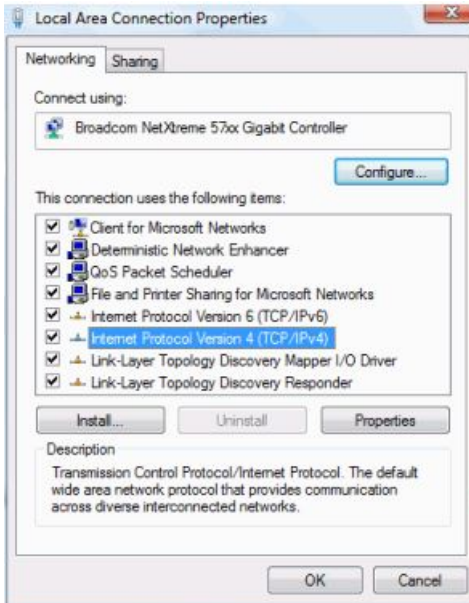 Local Area Connection Properties
Networking
Sharing
Connect using:
Broadcom NetXtreme 57xx Gigabit Controller
Configure...
This connection uses the following items:
Client for Microsoft Networks
Deterministic Network Enhancer
QoS Packet Scheduler
File and Printer Sharing for Microsoft Networks
Internet Protocol Version 6 (TCP/IPv6)
Internet Protocol Version 4 (TCP/IPv4)
Link-Layer Topology Discovery Mapper I/O Driver
Link-Layer Topology Discovery Responder
Install...
Uninstall
Properties
Description
Transmission Control Protocol/Internet Protocol. The default
wide area network protocol that provides communication
across diverse interconnected networks.
OK
Cancel